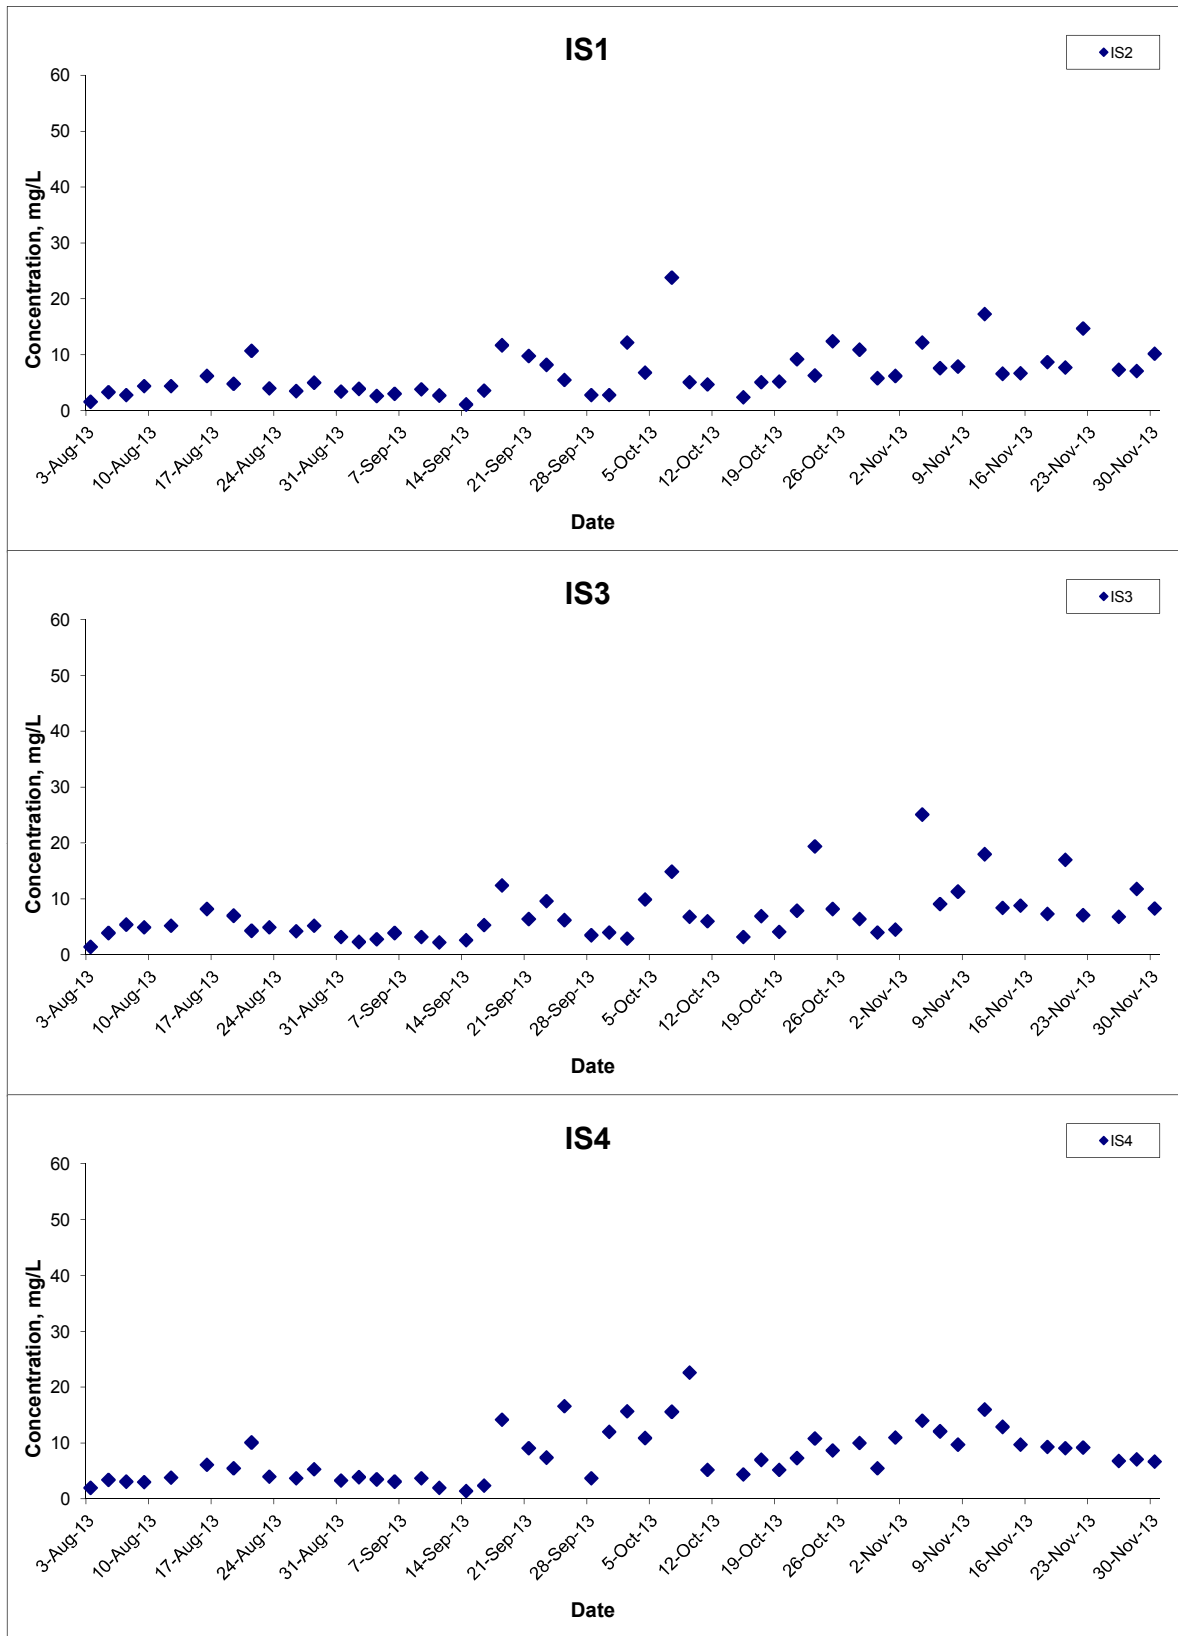 IS1
IS2
Concentration, mg/L
60
50
40
30
20
10
0
3-Aug-13
10-Aug-13
17-Aug-13
24-Aug-13
31-Aug-13
7-Sep-13
14-Sep-13
21-Sep-13
28-Sep-13
5-Oct-13
12-Oct-13
19-Oct-13
26-Oct-13
2-Nov-13
9-Nov-13
16-Nov-13
23-Nov-13
30-Nov-13
Date
IS3
IS3
Concentration, mg/L
60
50
40
30
20
10
0
3-Aug-13
10-Aug-13
17-Aug-13
24-Aug-13
31-Aug-13
7-Sep-13
14-Sep-13
21-Sep-13
28-Sep-13
5-Oct-13
12-Oct-13
19-Oct-13
26-Oct-13
2-Nov-13
9-Nov-13
16-Nov-13
23-Nov-13
30-Nov-13
Date
IS4
IS4
Concentration, mg/L
60
50
40
30
20
10
0
3-Aug-13
10-Aug-13
17-Aug-13
24-Aug-13
31-Aug-13
7-Sep-13
14-Sep-13
21-Sep-13
28-Sep-13
5-Oct-13
12-Oct-13
19-Oct-13
26-Oct-13
2-Nov-13
9-Nov-13
16-Nov-13
23-Nov-13
30-Nov-13
Date